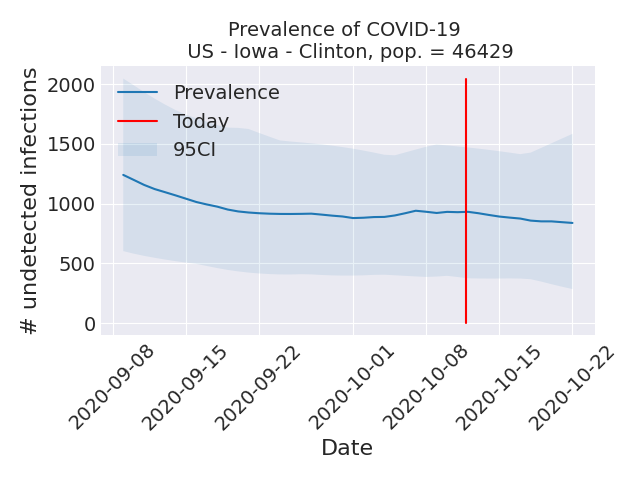 Prevalence of COVID-19
US - Iowa - Clinton, pop. = 46429
# undetected infections
2000
1500
1000
500
0
Prevalence
Today
95CI
2020-09-08
2020-09-15
2020-09-22
2020-10-01
2020-10-08
2020-10-15
2020-10-22
Date